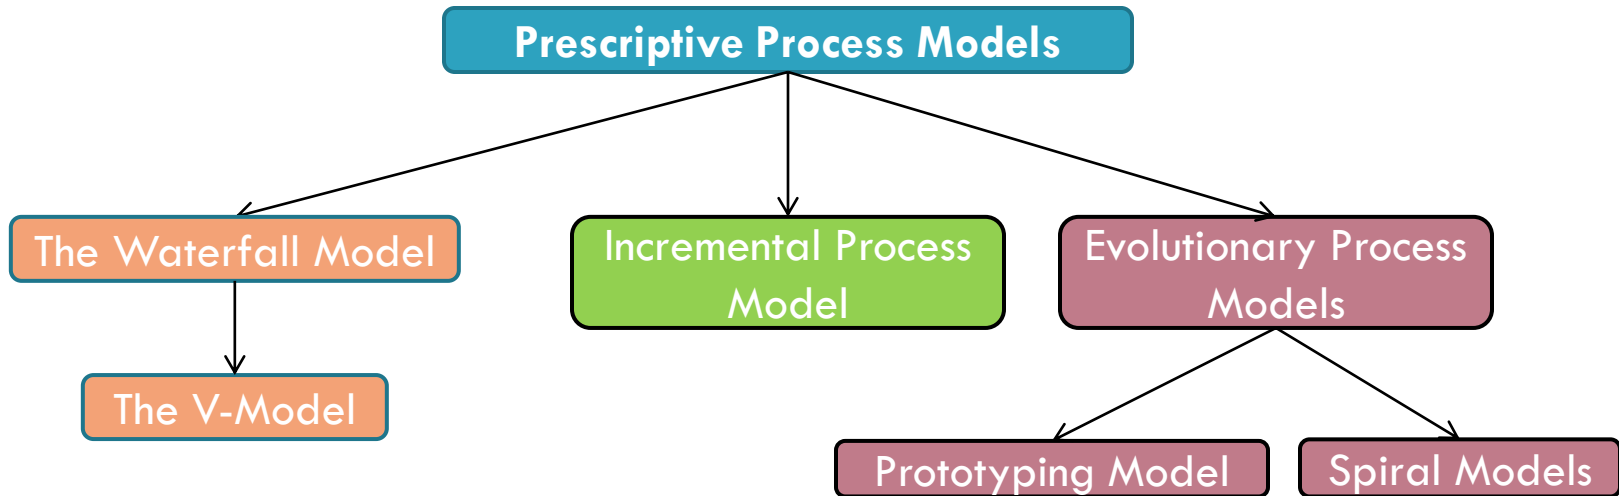 Prescriptive Process Models
The Waterfall Model
Incremental Process
Model
Evolutionary Process
Models
The V-Model
Prototyping Model
Spiral Models